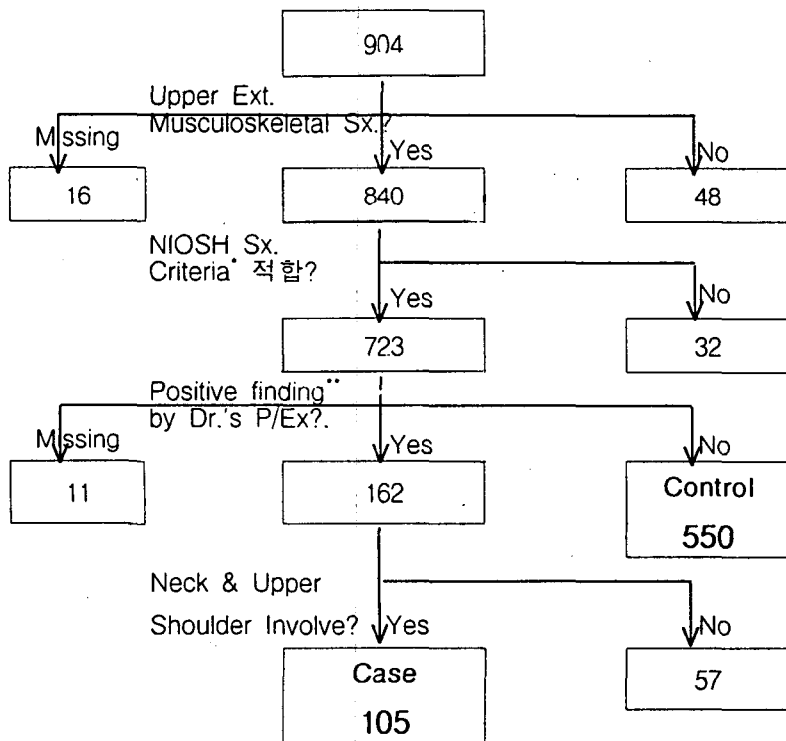 904
Upper Ext.
Musculoskeletal Sx.?
Missing
Yes
No
16
840
48
NIOSH Sx.
Criteria* 적합?
Yes
No
723
32
Positive finding**
by Dr.'s P/Ex?.
Missing
Yes
No
11
162
Control
550
Neck & Upper
Shoulder Involve?
Yes
No
Case
105
57